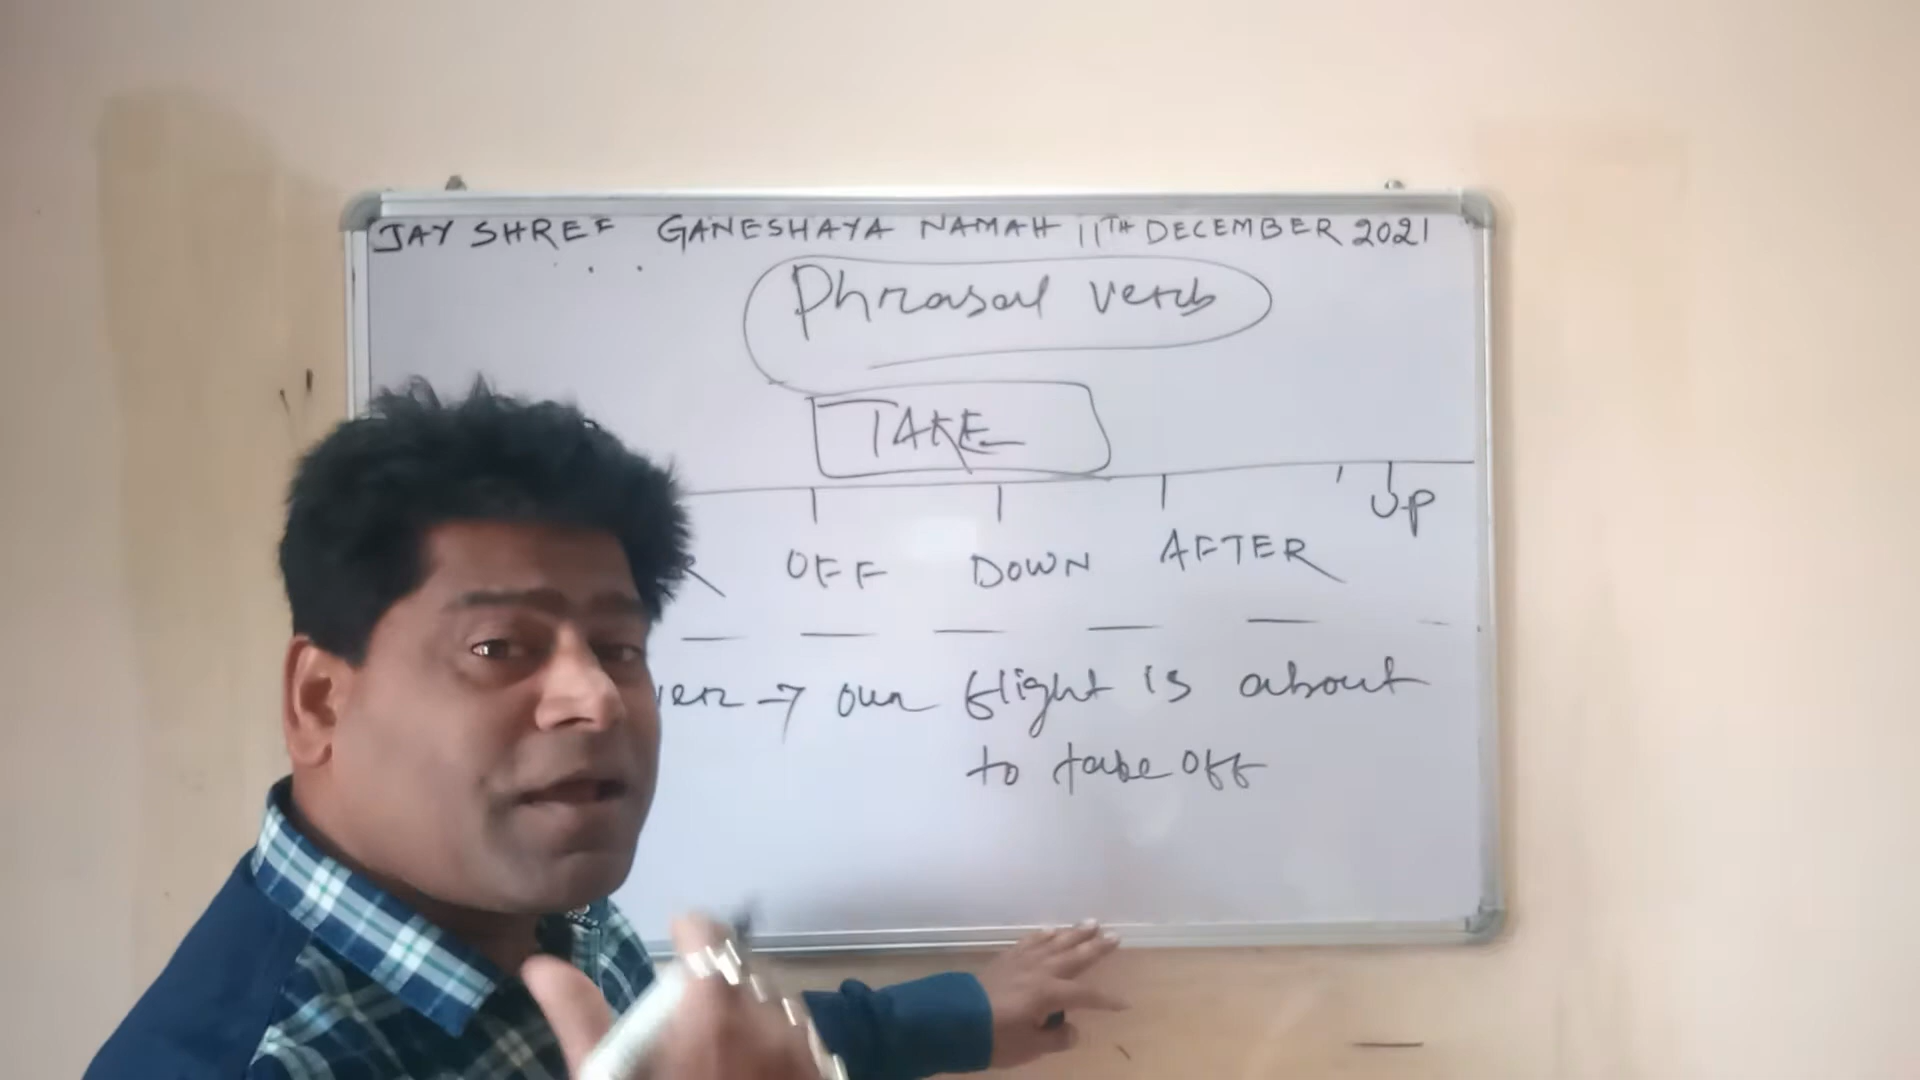 JAY SHREE GANESHAYA NAMAH 11TH DECEMBER 2021
Phrasal verb
TAKE
OFF DOWN AFTER UP
→ our flight is about
to take off